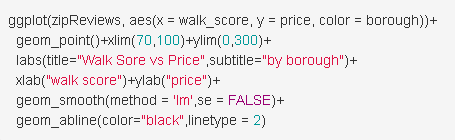 ggplot(zipReviews, aes(x = walk_score, y = price, color = borough))+
geom_point()+xlim(70,100)+ylim(0,300)+
labs(title="Walk Sore vs Price",subtitle="by borough")+
xlab("walk score")+ylab("price")+
geom_smooth(method = 'lm',se = FALSE)+
geom_abline(color="black",linetype = 2)